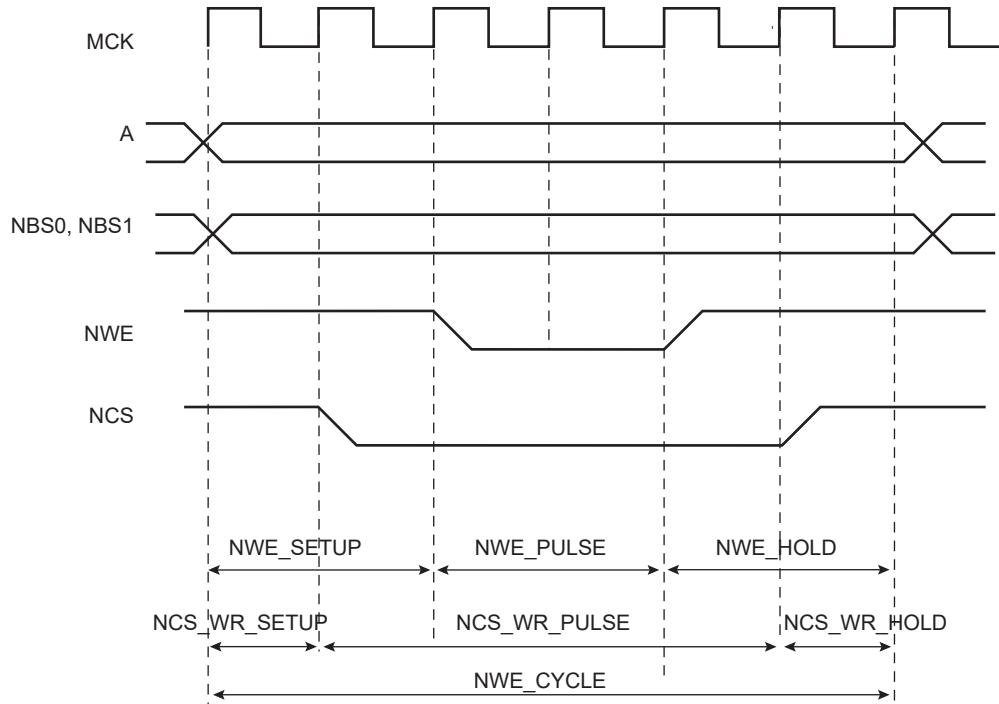 MCK
A
NBS0, NBS1
NWE
NCS
NWE_SETUP NWE_PULSE NWE_HOLD
NCS_WR_SETUP NCS_WR_PULSE NCS_WR_HOLD
NWE_CYCLE